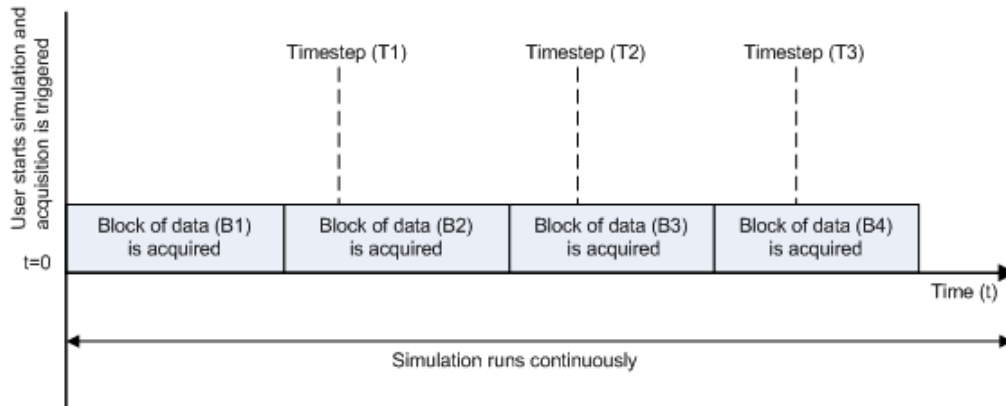 User starts simulation and
acquisition is triggered
Timestep (T1)
Timestep (T2)
Timestep (T3)
Block of data (B1)
is acquired
Block of data (B2)
is acquired
Block of data (B3)
is acquired
Block of data (B4)
is acquired
t=0
Time (t)
Simulation runs continuously